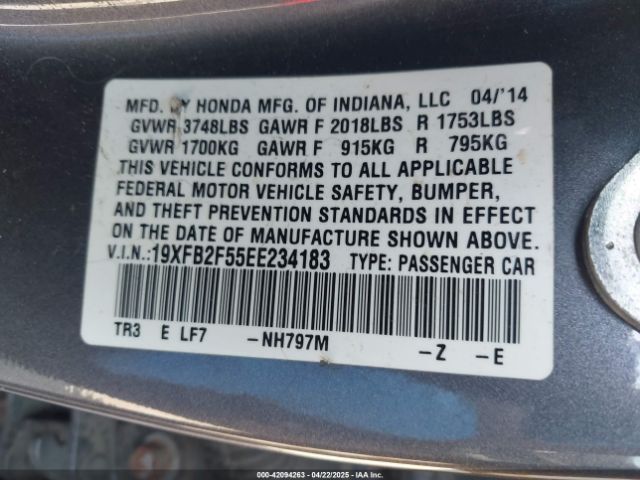 MFD. BY HONDA MFG. OF INDIANA, LLC 04/'14
GVWR 3748LBS GAWR F 2018LBS R 1753LBS
GVWR 1700KG GAWR F 915KG R 795KG
THIS VEHICLE CONFORMS TO ALL APPLICABLE
FEDERAL MOTOR VEHICLE SAFETY, BUMPER,
AND THEFT PREVENTION STANDARDS IN EFFECT
ON THE DATE OF MANUFACTURE SHOWN ABOVE.
V.I.N.:19XFB2F55EE234183 TYPE: PASSENGER CAR
TR3 E LF7 -NH797M -Z -E
000-42094263 - 04/22/2025 - IAA Inc.